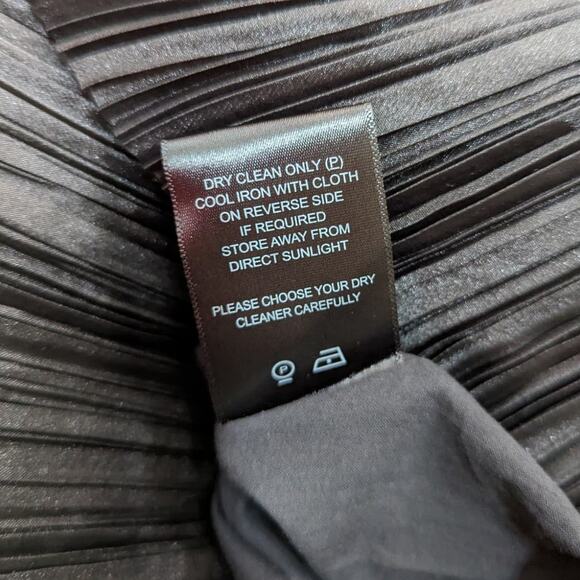 DRY CLEAN ONLY (P)
COOL IRON WITH CLOTH
ON REVERSE SIDE
IF REQUIRED
STORE AWAY FROM
DIRECT SUNLIGHT
PLEASE CHOOSE YOUR DRY
CLEANER CAREFULLY
P